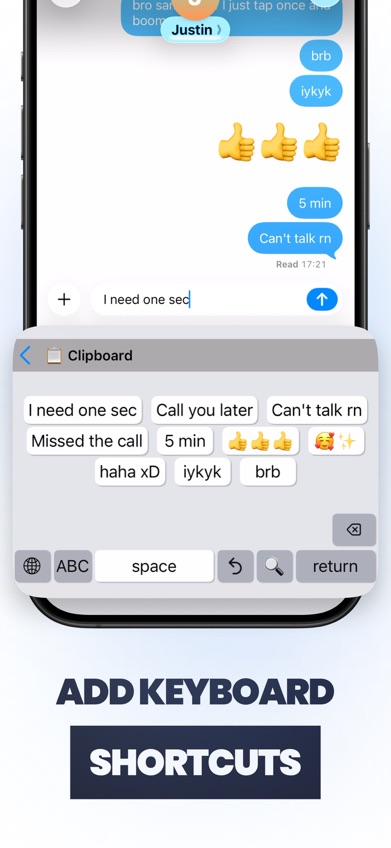 bro sa
I just tap once and
boom
Justin
brb
iykyk
👍👍👍
5 min
Can't talk rn
Read 17:21
I need one sec
📋 Clipboard
I need one sec Call you later Can't talk rn
Missed the call 5 min 👍👍👍 🥰✨
haha xD iykyk brb
ABC space return
ADD KEYBOARD
SHORTCUTS